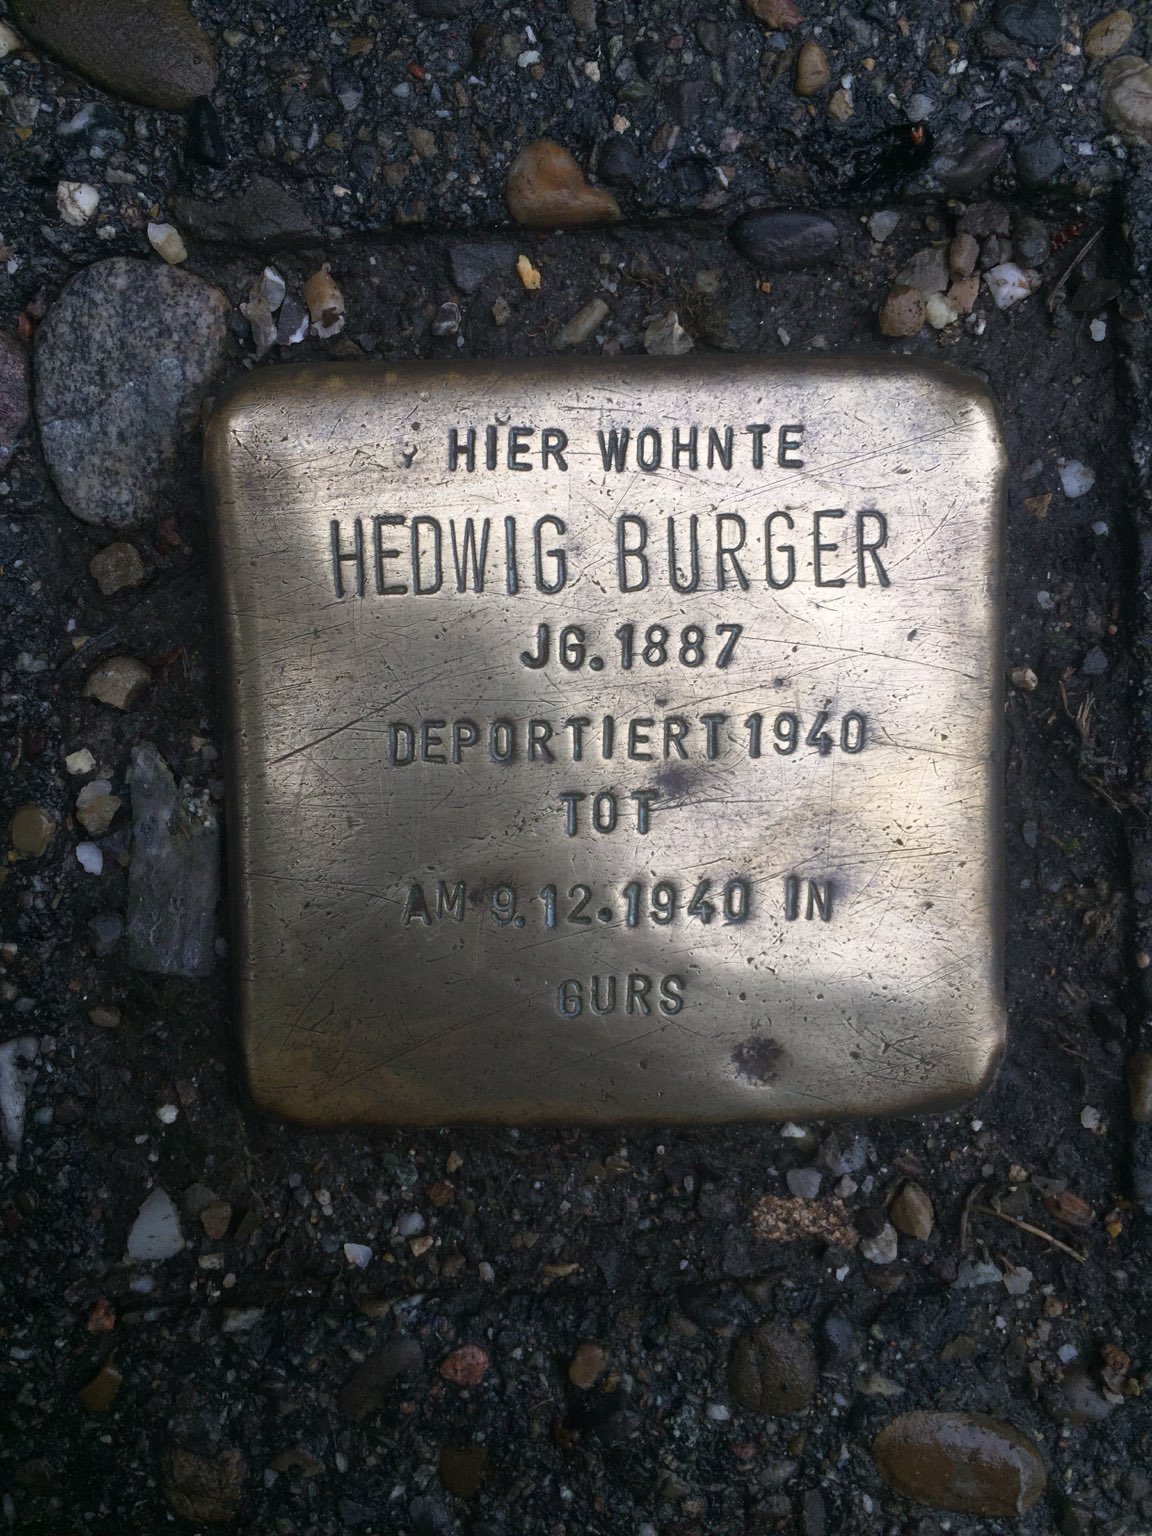 HIER WOHNTE
HEDWIG BURGER
JG.1887
DEPORTIERT 1940
TOT
AM 9.12.1940 IN
GURS